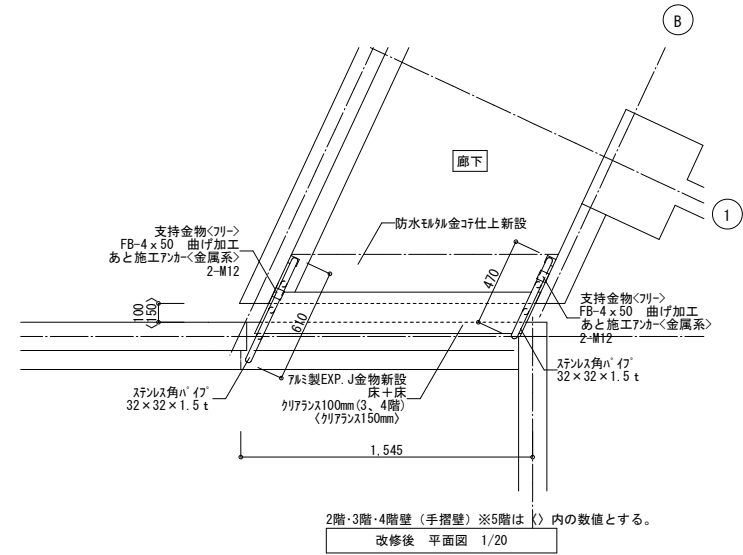 B
廊下
1
防水ﾓﾙﾀﾙ金ｺﾃ仕上新設
支持金物<ﾌﾘｰ>
FB-4ｘ50 曲げ加工
あと施工ｱﾝｶｰ<金属系>
2-M12
470
610
100
〈150〉
支持金物<ﾌﾘｰ>
FB-4ｘ50 曲げ加工
あと施工ｱﾝｶｰ<金属系>
2-M12
ｽﾃﾝﾚｽ角ﾊﾟｲﾌﾟ
32×32×1.5ｔ
ｱﾙﾐ製EXP.J金物新設
床＋床
ｸﾘｱﾗﾝｽ100mm(3、4階)
〈ｸﾘｱﾗﾝｽ150mm〉
ｽﾃﾝﾚｽ角ﾊﾟｲﾌﾟ
32×32×1.5ｔ
1,545
2階･3階･4階壁（手摺壁）※5階は〈〉内の数値とする。
改修後 平面図 1/20